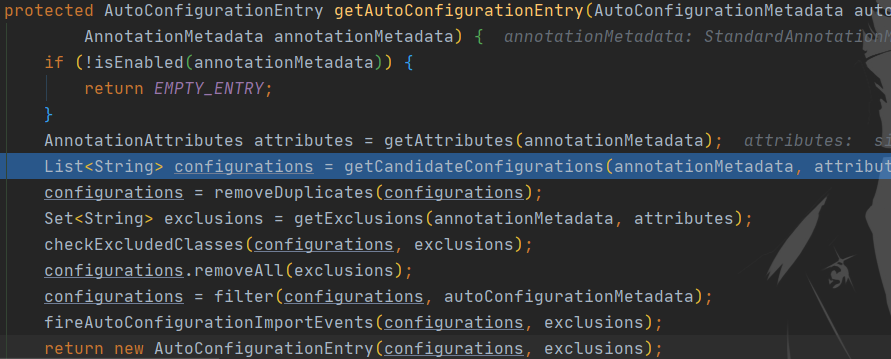 protected AutoConfigurationEntry getAutoConfigurationEntry(AutoConfigurationMetadata auto
AnnotationMetadata annotationMetadata) { annotationMetadata: StandardAnnotationM
if (!isEnabled(annotationMetadata)) {
return EMPTY_ENTRY;
}
AnnotationAttributes attributes = getAttributes(annotationMetadata); attributes: si
List<String> configurations = getCandidateConfigurations(annotationMetadata, attribut
configurations = removeDuplicates(configurations);
Set<String> exclusions = getExclusions(annotationMetadata, attributes);
checkExcludedClasses(configurations, exclusions);
configurations.removeAll(exclusions);
configurations = filter(configurations, autoConfigurationMetadata);
fireAutoConfigurationImportEvents(configurations, exclusions);
return new AutoConfigurationEntry(configurations, exclusions);